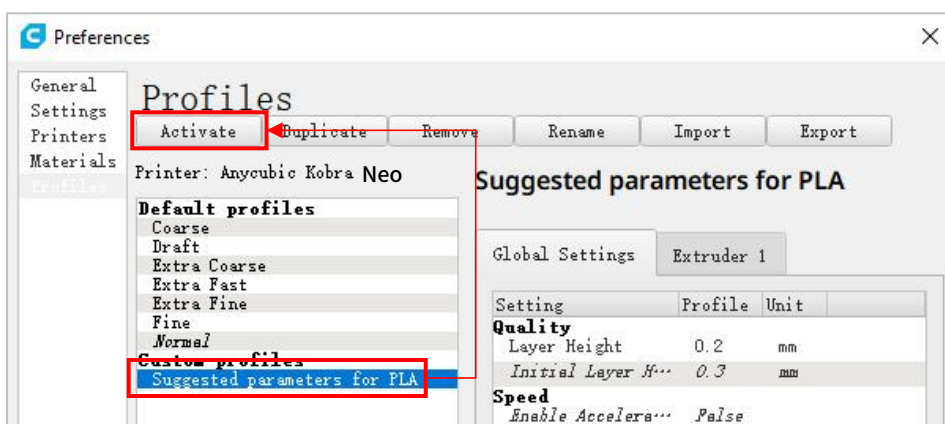 Preferences
General
Settings
Printers
Materials
Profiles
Profiles
Activate Duplicate Remove Rename Import Export
Printer: Anycubic Kobra Neo
Default profiles
Coarse
Draft
Extra Coarse
Extra Fast
Extra Fine
Fine
Normal
Custom profiles
Suggested parameters for PLA
Suggested parameters for PLA
Global Settings Extruder 1
Setting Profile Unit
Quality
Layer Height 0.2 mm
Initial Layer H··· 0.3 mm
Speed
Enable Accelera··· False